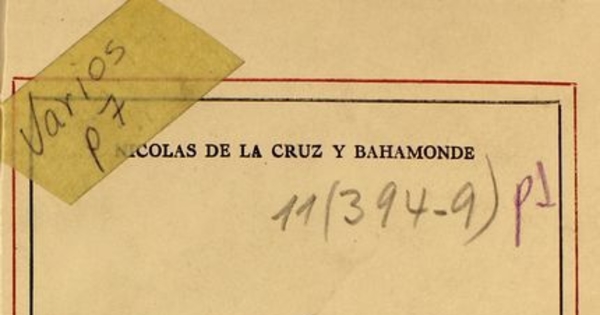 Varios
p 7
NICOLAS DE LA CRUZ Y BAHAMONDE
11(394-9) p1